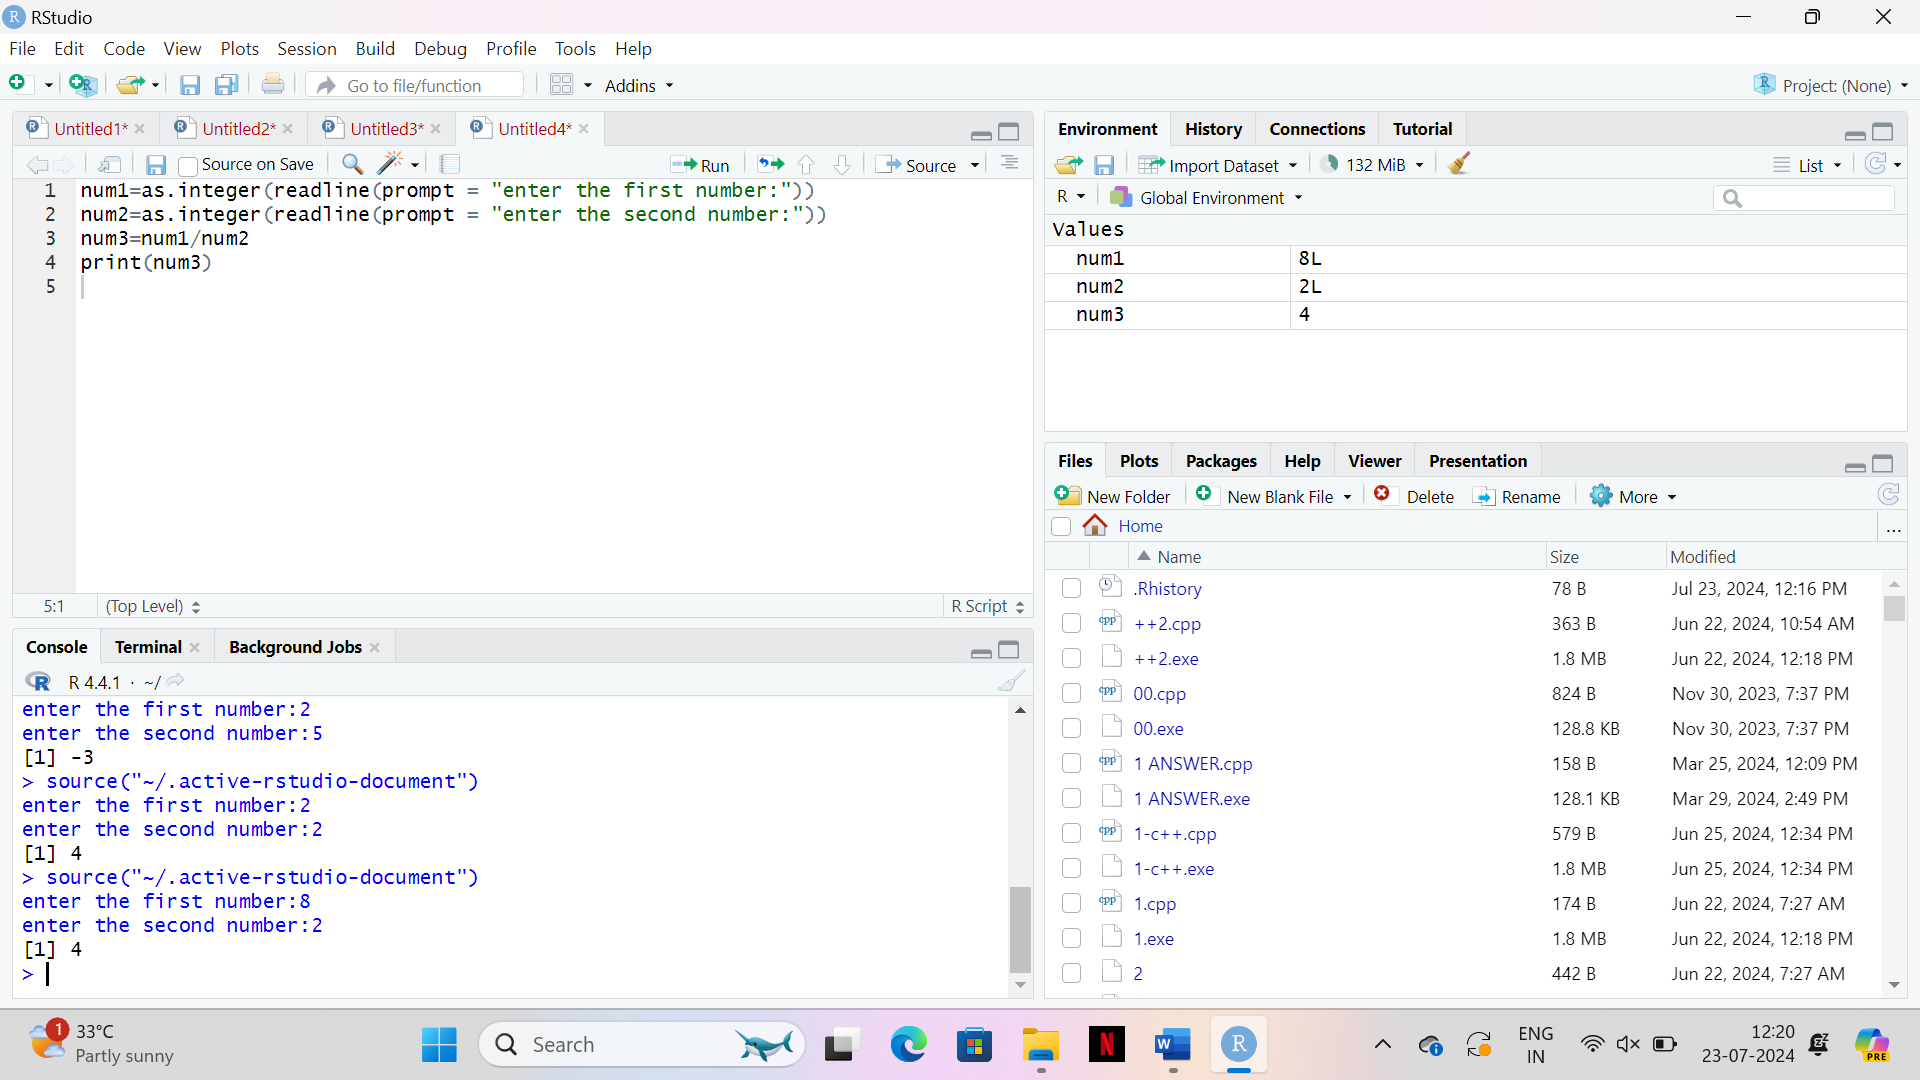 RStudio
File Edit Code View Plots Session Build Debug Profile Tools Help
Go to file/function Addins Project: (None)
Untitled1* Untitled2* Untitled3* Untitled4*
Source on Save Run Source
1 num1=as.integer(readline(prompt = "enter the first number:"))
2 num2=as.integer(readline(prompt = "enter the second number:"))
3 num3=num1/num2
4 print(num3)
5
5:1 (Top Level) R Script
Console Terminal Background Jobs
R 4.4.1 · ~/
enter the first number:2
enter the second number:5
[1] -3
> source("~/.active-rstudio-document")
enter the first number:2
enter the second number:2
[1] 4
> source("~/.active-rstudio-document")
enter the first number:8
enter the second number:2
[1] 4
>
Environment History Connections Tutorial
Import Dataset 132 MiB List
R Global Environment
Values
num1 8L
num2 2L
num3 4
Files Plots Packages Help Viewer Presentation
New Folder New Blank File Delete Rename More
Home ...
Name Size Modified
.Rhistory 78 B Jul 23, 2024, 12:16 PM
++2.cpp 363 B Jun 22, 2024, 10:54 AM
++2.exe 1.8 MB Jun 22, 2024, 12:18 PM
00.cpp 824 B Nov 30, 2023, 7:37 PM
00.exe 128.8 KB Nov 30, 2023, 7:37 PM
1 ANSWER.cpp 158 B Mar 25, 2024, 12:09 PM
1 ANSWER.exe 128.1 KB Mar 29, 2024, 2:49 PM
1-c++.cpp 579 B Jun 25, 2024, 12:34 PM
1-c++.exe 1.8 MB Jun 25, 2024, 12:34 PM
1.cpp 174 B Jun 22, 2024, 7:27 AM
1.exe 1.8 MB Jun 22, 2024, 12:18 PM
2 442 B Jun 22, 2024, 7:27 AM
1 33°C
Partly sunny
Search
ENG
IN
12:20
23-07-2024
PRE